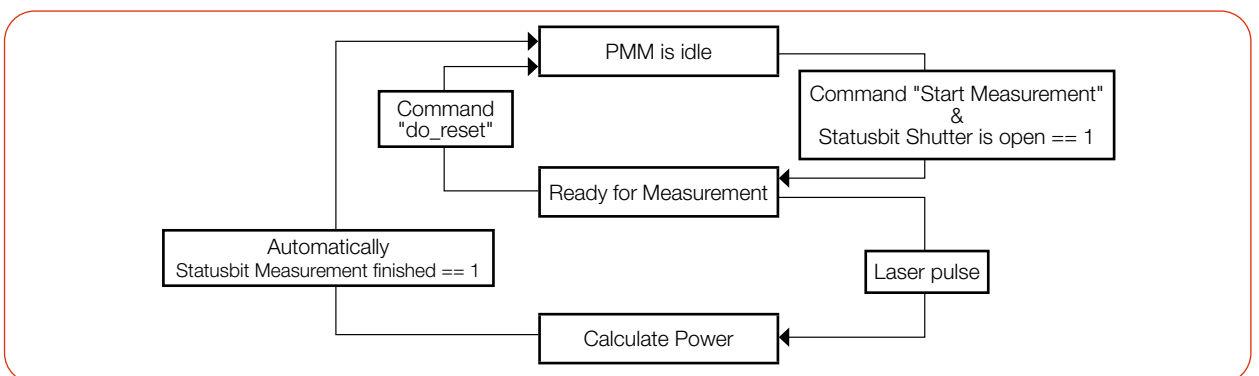 PMM is idle
Command "Start Measurement"
&
Statusbit Shutter is open == 1
Command
"do_reset"
Ready for Measurement
Automatically
Statusbit Measurement finished == 1
Laser pulse
Calculate Power